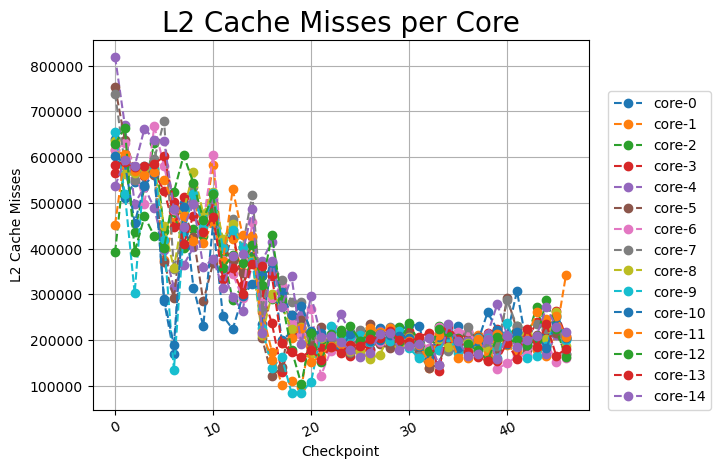 L2 Cache Misses per Core
L2 Cache Misses
800000
700000
600000
500000
400000
300000
200000
100000
0
10
20
30
40
Checkpoint
core-0
core-1
core-2
core-3
core-4
core-5
core-6
core-7
core-8
core-9
core-10
core-11
core-12
core-13
core-14